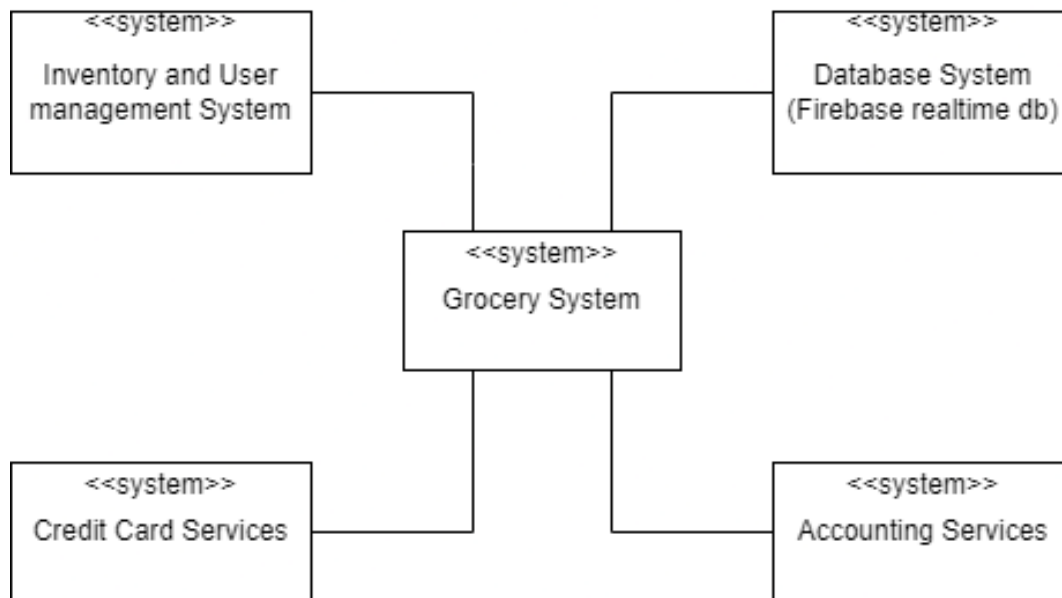 <<system>>
Inventory and User
management System
<<system>>
Database System
(Firebase realtime db)
<<system>>
Grocery System
<<system>>
Credit Card Services
<<system>>
Accounting Services